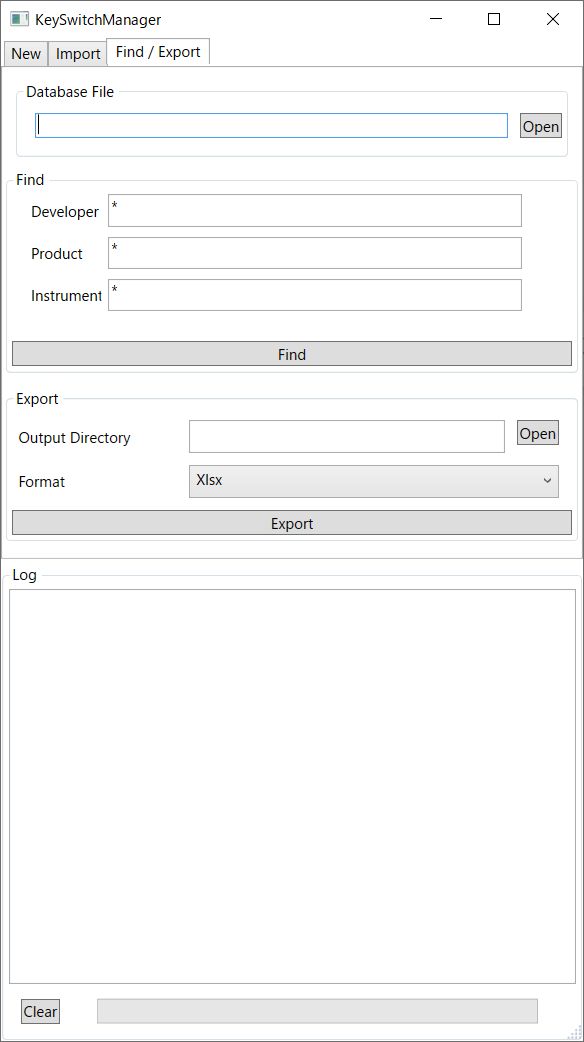 KeySwitchManager
New Import Find / Export
Database File
Open
Find
Developer *
Product *
Instrument *
Find
Export
Output Directory Open
Format Xlsx
Export
Log
Clear